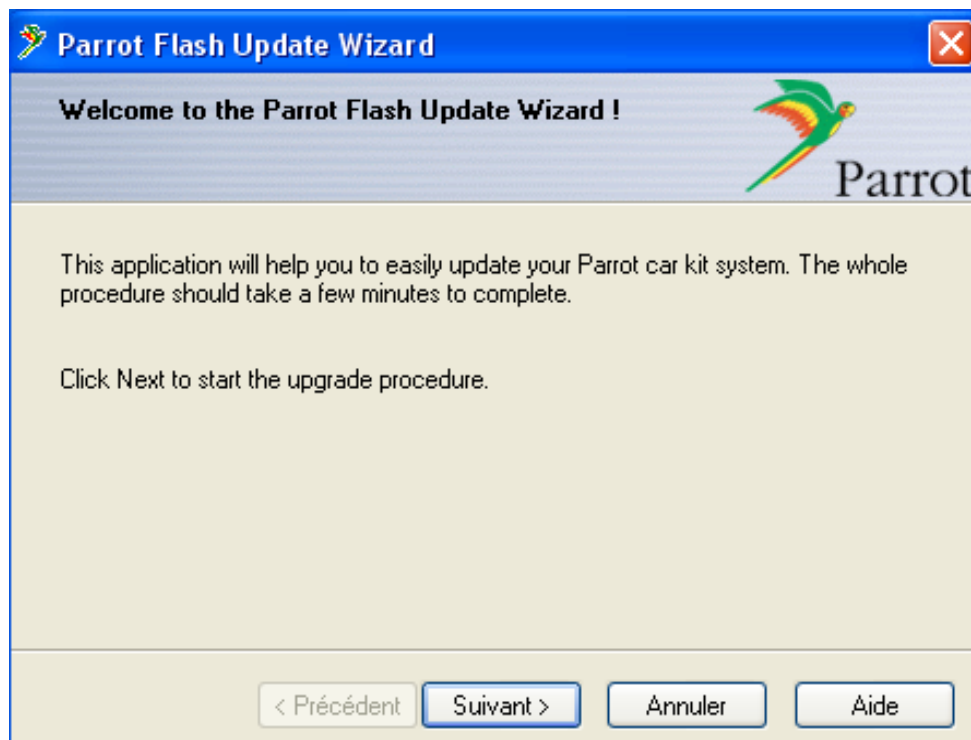 Parrot Flash Update Wizard
Welcome to the Parrot Flash Update Wizard !
Parrot
This application will help you to easily update your Parrot car kit system. The whole
procedure should take a few minutes to complete.
Click Next to start the upgrade procedure.
< Précédent
Suivant >
Annuler
Aide